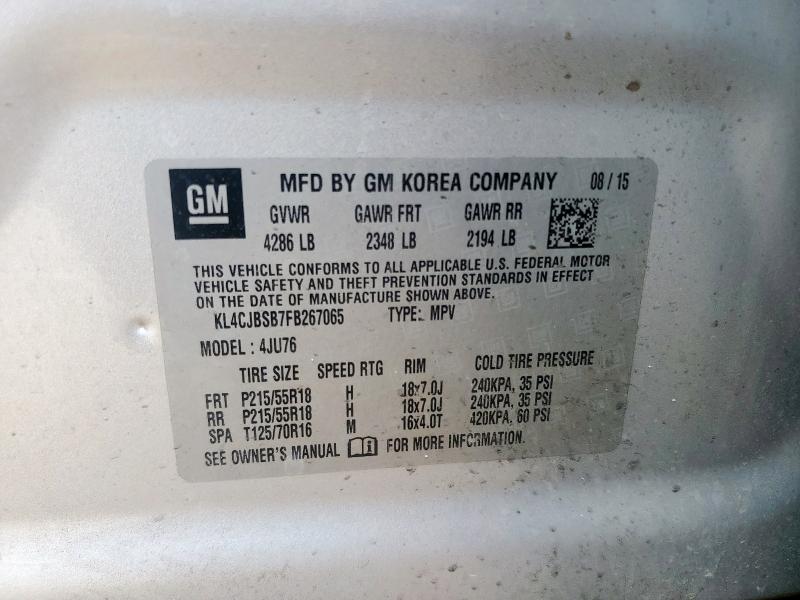 GM MFD BY GM KOREA COMPANY 08 / 15
GVWR GAWR FRT GAWR RR
4286 LB 2348 LB 2194 LB
THIS VEHICLE CONFORMS TO ALL APPLICABLE U.S. FEDERAL MOTOR
VEHICLE SAFETY AND THEFT PREVENTION STANDARDS IN EFFECT
ON THE DATE OF MANUFACTURE SHOWN ABOVE.
KL4CJBSB7FB267065 TYPE: MPV
MODEL : 4JU76
TIRE SIZE SPEED RTG RIM COLD TIRE PRESSURE
FRT P215/55R18 H 18x7.0J 240KPA, 35 PSI
RR P215/55R18 H 18x7.0J 240KPA, 35 PSI
SPA T125/70R16 M 16x4.0T 420KPA, 60 PSI
SEE OWNER'S MANUAL i FOR MORE INFORMATION.